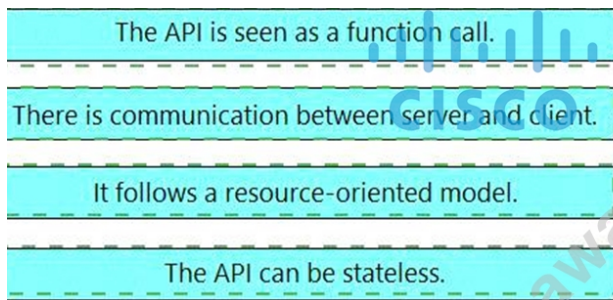 The API is seen as a function call.
There is communication between server and client.
CISCO
It follows a resource-oriented model.
The API can be stateless.